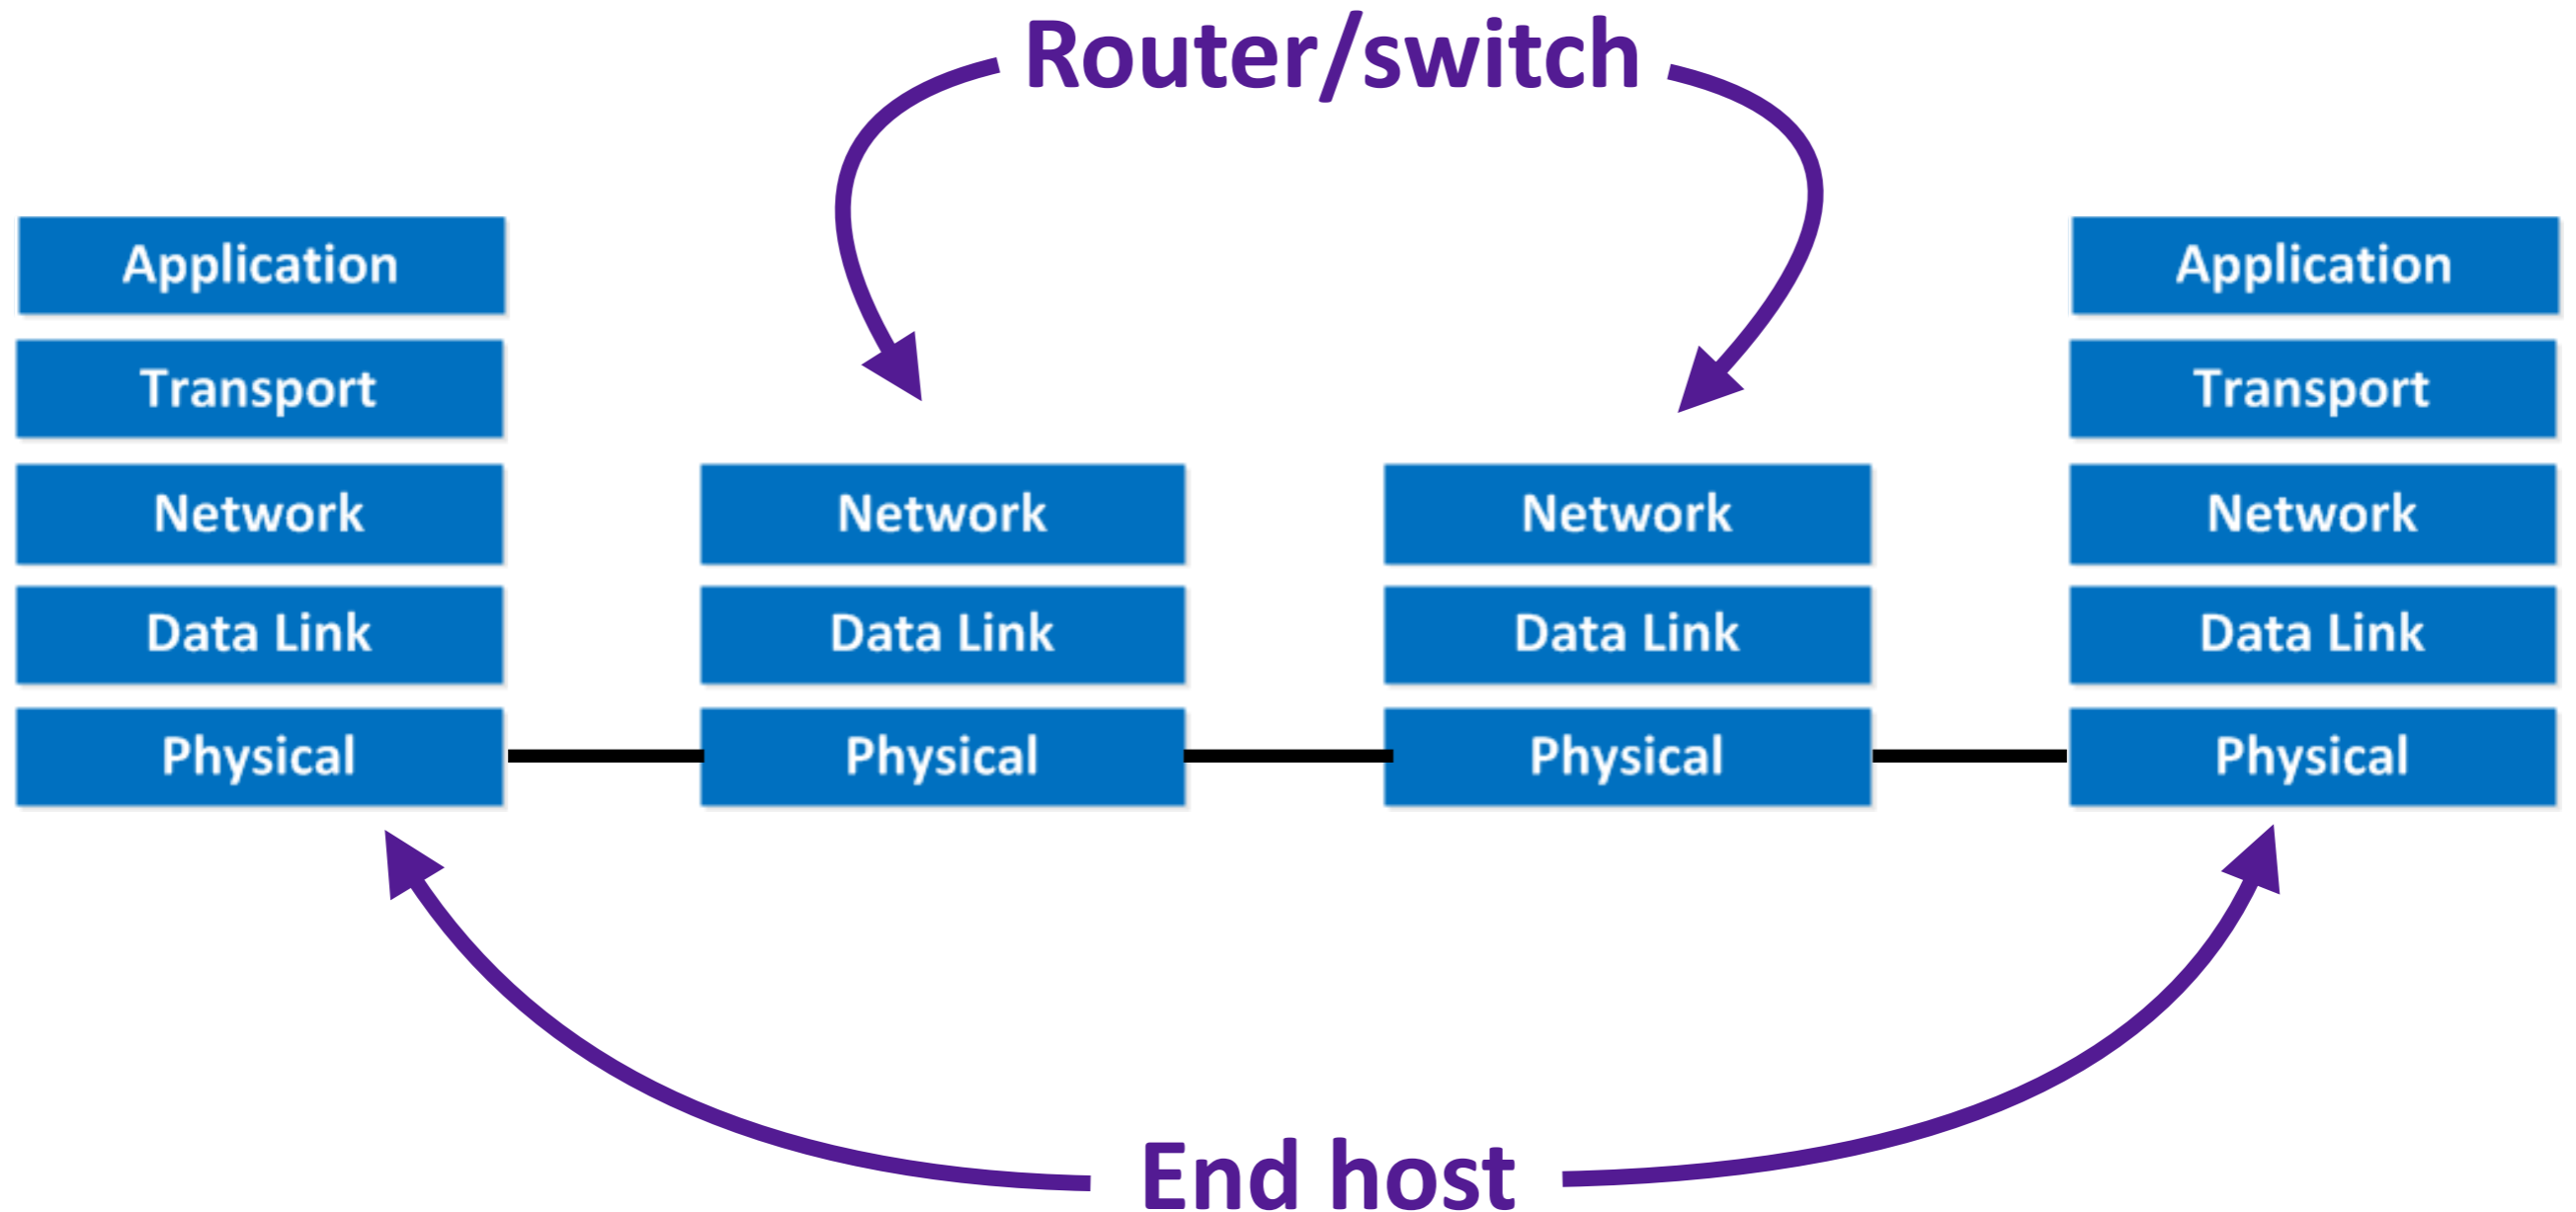 Router/switch
Application
Application
Transport
Transport
Network
Network
Network
Network
Data Link
Data Link
Data Link
Data Link
Physical
Physical
Physical
Physical
End host